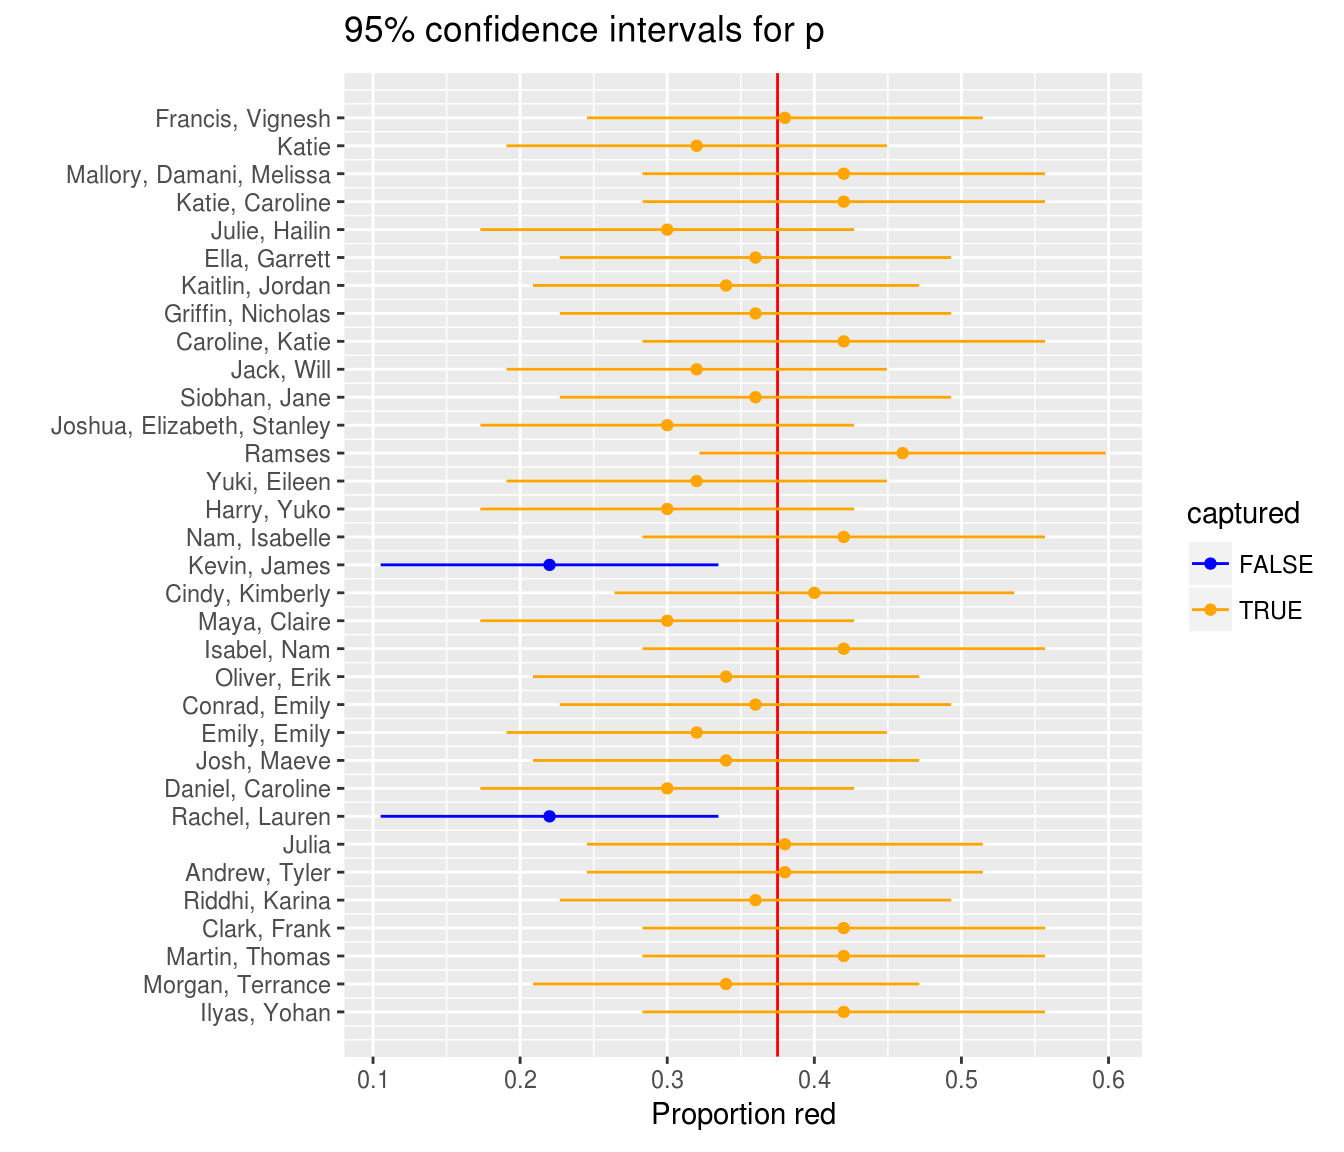 95% confidence intervals for p
Francis, Vignesh
Katie
Mallory, Damani, Melissa
Katie, Caroline
Julie, Hailin
Ella, Garrett
Kaitlin, Jordan
Griffin, Nicholas
Caroline, Katie
Jack, Will
Siobhan, Jane
Joshua, Elizabeth, Stanley
Ramses
Yuki, Eileen
Harry, Yuko
Nam, Isabelle
Kevin, James
Cindy, Kimberly
Maya, Claire
Isabel, Nam
Oliver, Erik
Conrad, Emily
Emily, Emily
Josh, Maeve
Daniel, Caroline
Rachel, Lauren
Julia
Andrew, Tyler
Riddhi, Karina
Clark, Frank
Martin, Thomas
Morgan, Terrance
Ilyas, Yohan
0.1 0.2 0.3 0.4 0.5 0.6
Proportion red
captured
FALSE
TRUE